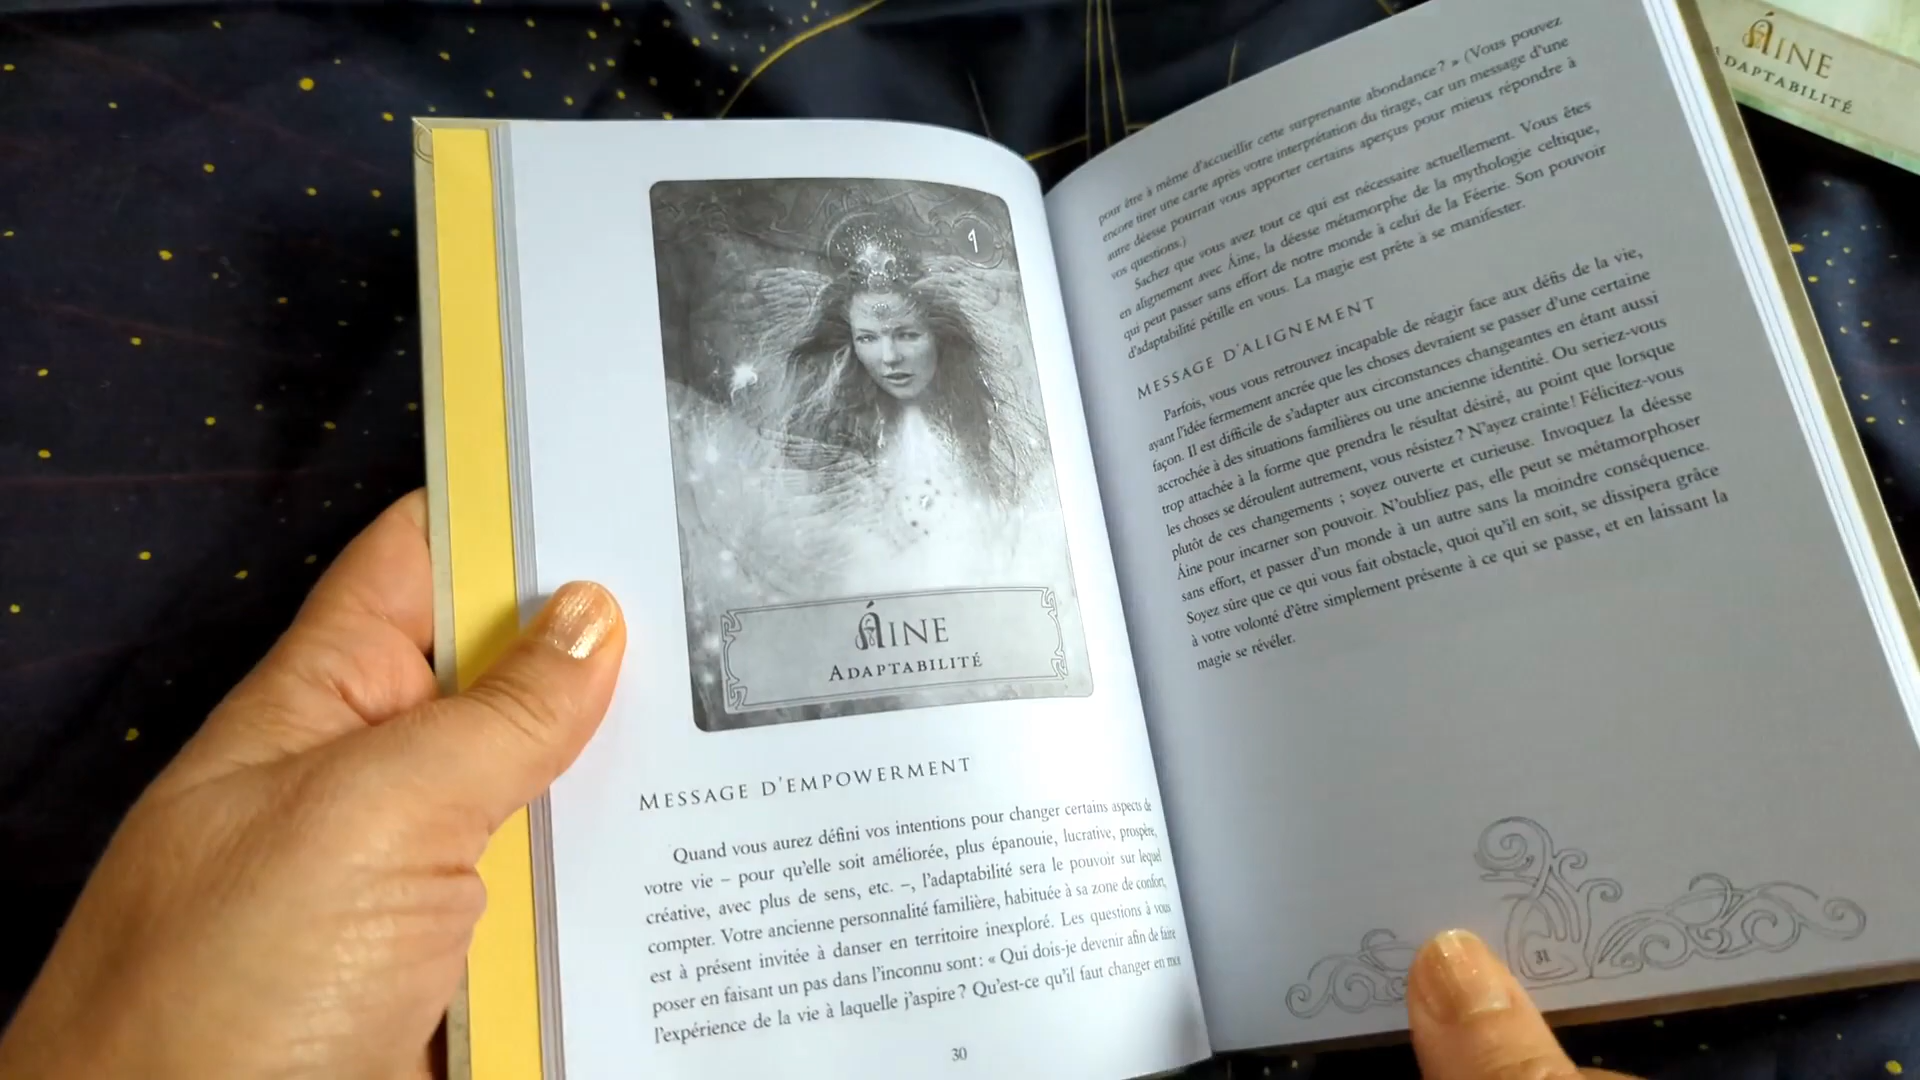 1
ÁINE
ADAPTABILITÉ
MESSAGE D'EMPOWERMENT
Quand vous aurez défini vos intentions pour changer certains aspects de
votre vie – pour qu'elle soit améliorée, plus épanouie, lucrative, prospère,
créative, avec plus de sens, etc. –, l'adaptabilité sera le pouvoir sur lequel
compter. Votre ancienne personnalité familière, habituée à sa zone de confort,
est à présent invitée à danser en territoire inexploré. Les questions à vous
poser en faisant un pas dans l'inconnu sont : « Qui dois-je devenir afin de faire
l'expérience de la vie à laquelle j'aspire ? Qu'est-ce qu'il faut changer en moi
30
pour être à même d'accueillir cette surprenante abondance ? » (Vous pouvez
encore tirer une carte après votre interprétation du tirage, car un message d'une
autre déesse pourrait vous apporter certains aperçus pour mieux répondre à
vos questions.)
Sachez que vous avez tout ce qui est nécessaire actuellement. Vous êtes
en alignement avec Áine, la déesse métamorphe de la mythologie celtique,
qui peut passer sans effort de notre monde à celui de la Féerie. Son pouvoir
d'adaptabilité pétille en vous. La magie est prête à se manifester.
MESSAGE D'ALIGNEMENT
Parfois, vous vous retrouvez incapable de réagir face aux défis de la vie,
ayant l'idée fermement ancrée que les choses devraient se passer d'une certaine
façon. Il est difficile de s'adapter aux circonstances changeantes en étant aussi
accrochée à des situations familières ou une ancienne identité. Ou seriez-vous
trop attachée à la forme que prendra le résultat désiré, au point que lorsque
les choses se déroulent autrement, vous résistez ? N'ayez crainte ! Félicitez-vous
plutôt de ces changements ; soyez ouverte et curieuse. Invoquez la déesse
Áine pour incarner son pouvoir. N'oubliez pas, elle peut se métamorphoser
sans effort, et passer d'un monde à un autre sans la moindre conséquence.
Soyez sûre que ce qui vous fait obstacle, quoi qu'il en soit, se dissipera grâce
à votre volonté d'être simplement présente à ce qui se passe, et en laissant la
magie se révéler.
31
ÁINE
ADAPTABILITÉ